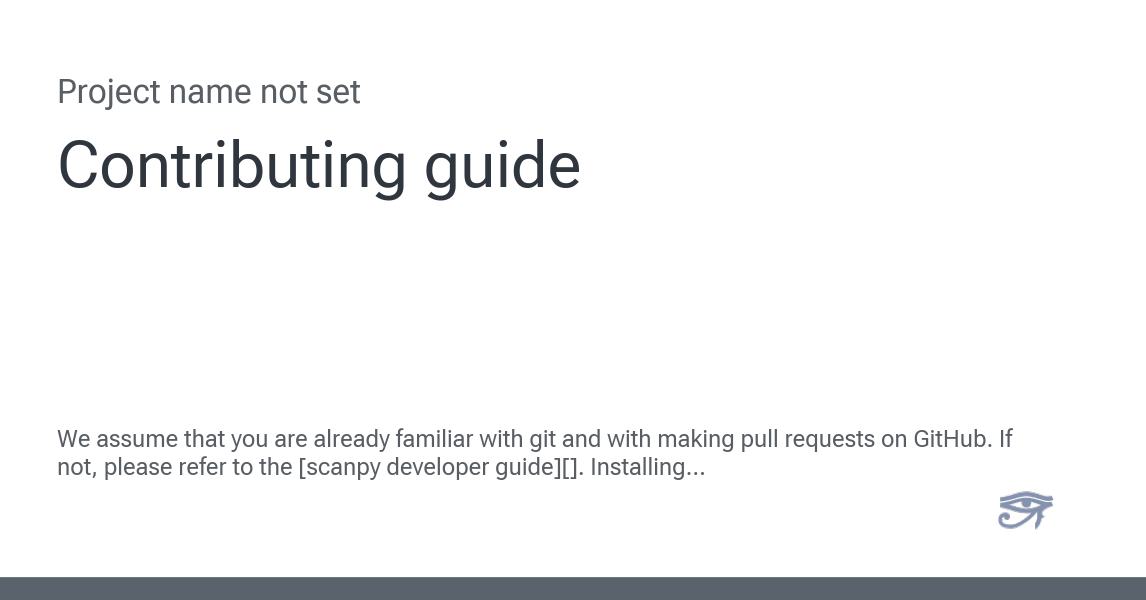 Project name not set
Contributing guide
We assume that you are already familiar with git and with making pull requests on GitHub. If
not, please refer to the [scanpy developer guide][]. Installing...